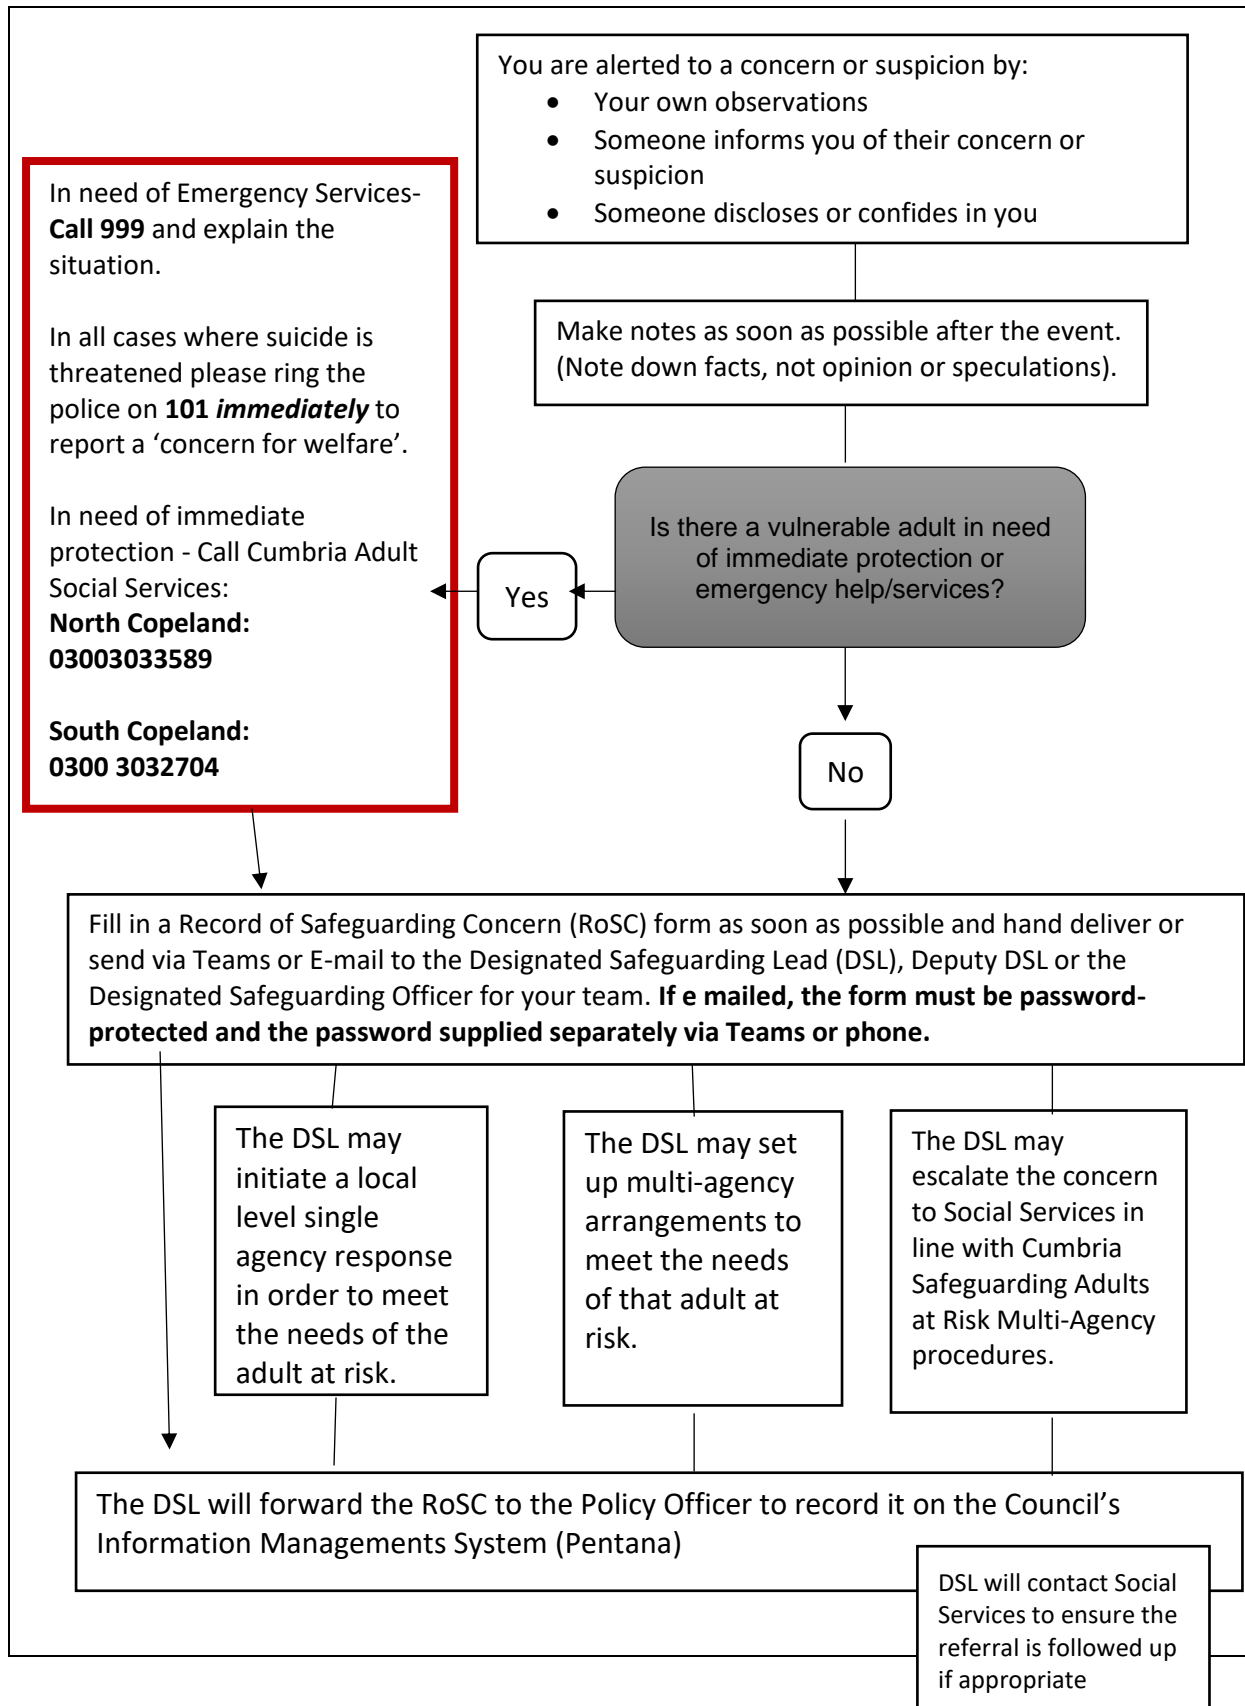 You are alerted to a concern or suspicion by:
• Your own observations
• Someone informs you of their concern or
suspicion
• Someone discloses or confides in you
Make notes as soon as possible after the event.
(Note down facts, not opinion or speculations).
Is there a vulnerable adult in need
of immediate protection or
emergency help/services?
Yes
In need of Emergency Services-
Call 999 and explain the
situation.
In all cases where suicide is
threatened please ring the
police on 101 immediately to
report a ‘concern for welfare’.
In need of immediate
protection - Call Cumbria Adult
Social Services:
North Copeland:
03003033589
South Copeland:
0300 3032704
No
Fill in a Record of Safeguarding Concern (RoSC) form as soon as possible and hand deliver or
send via Teams or E-mail to the Designated Safeguarding Lead (DSL), Deputy DSL or the
Designated Safeguarding Officer for your team. If e mailed, the form must be password-
protected and the password supplied separately via Teams or phone.
The DSL may
initiate a local
level single
agency response
in order to meet
the needs of the
adult at risk.
The DSL may set
up multi-agency
arrangements to
meet the needs
of that adult at
risk.
The DSL may
escalate the concern
to Social Services in
line with Cumbria
Safeguarding Adults
at Risk Multi-Agency
procedures.
The DSL will forward the RoSC to the Policy Officer to record it on the Council’s
Information Managements System (Pentana)
DSL will contact Social
Services to ensure the
referral is followed up
if appropriate